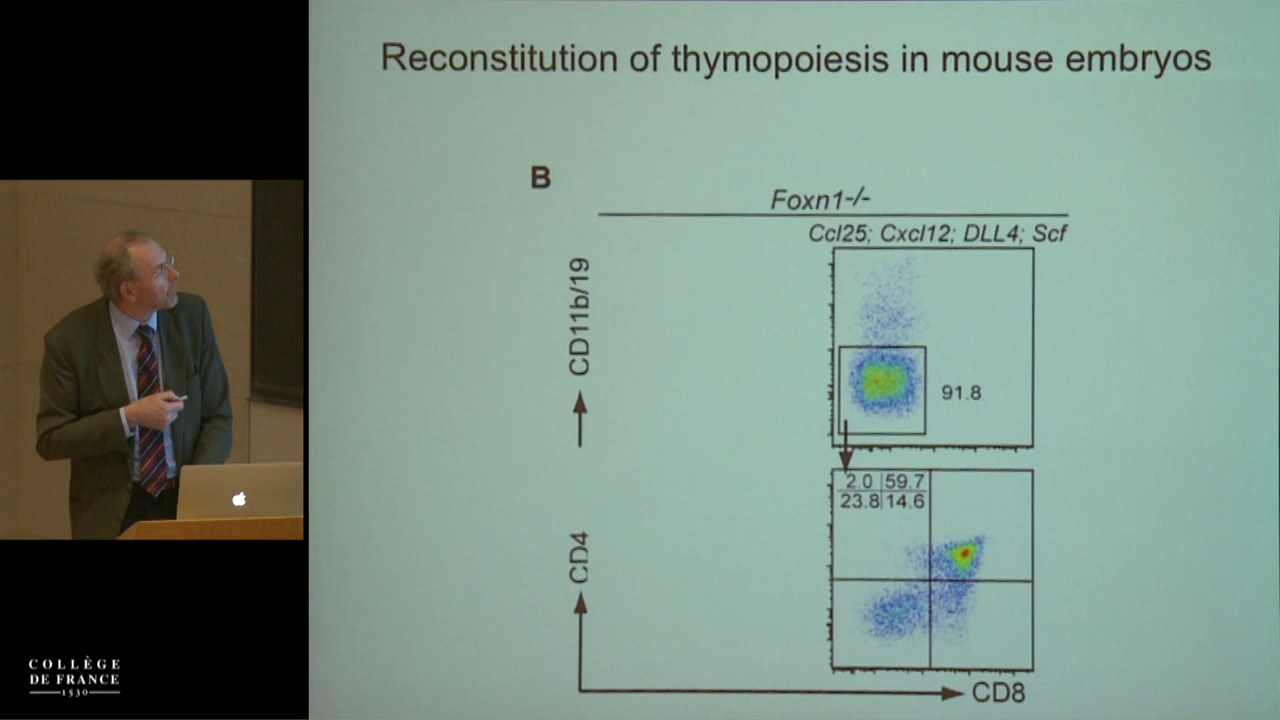 Reconstitution of thymopoiesis in mouse embryos
B
Foxn1-/-
Ccl25; Cxcl12; DLL4; Scf
CD11b/19
91.8
2.0 59.7
23.8 14.6
CD4
CD8
COLLÈGE
DE FRANCE
1530